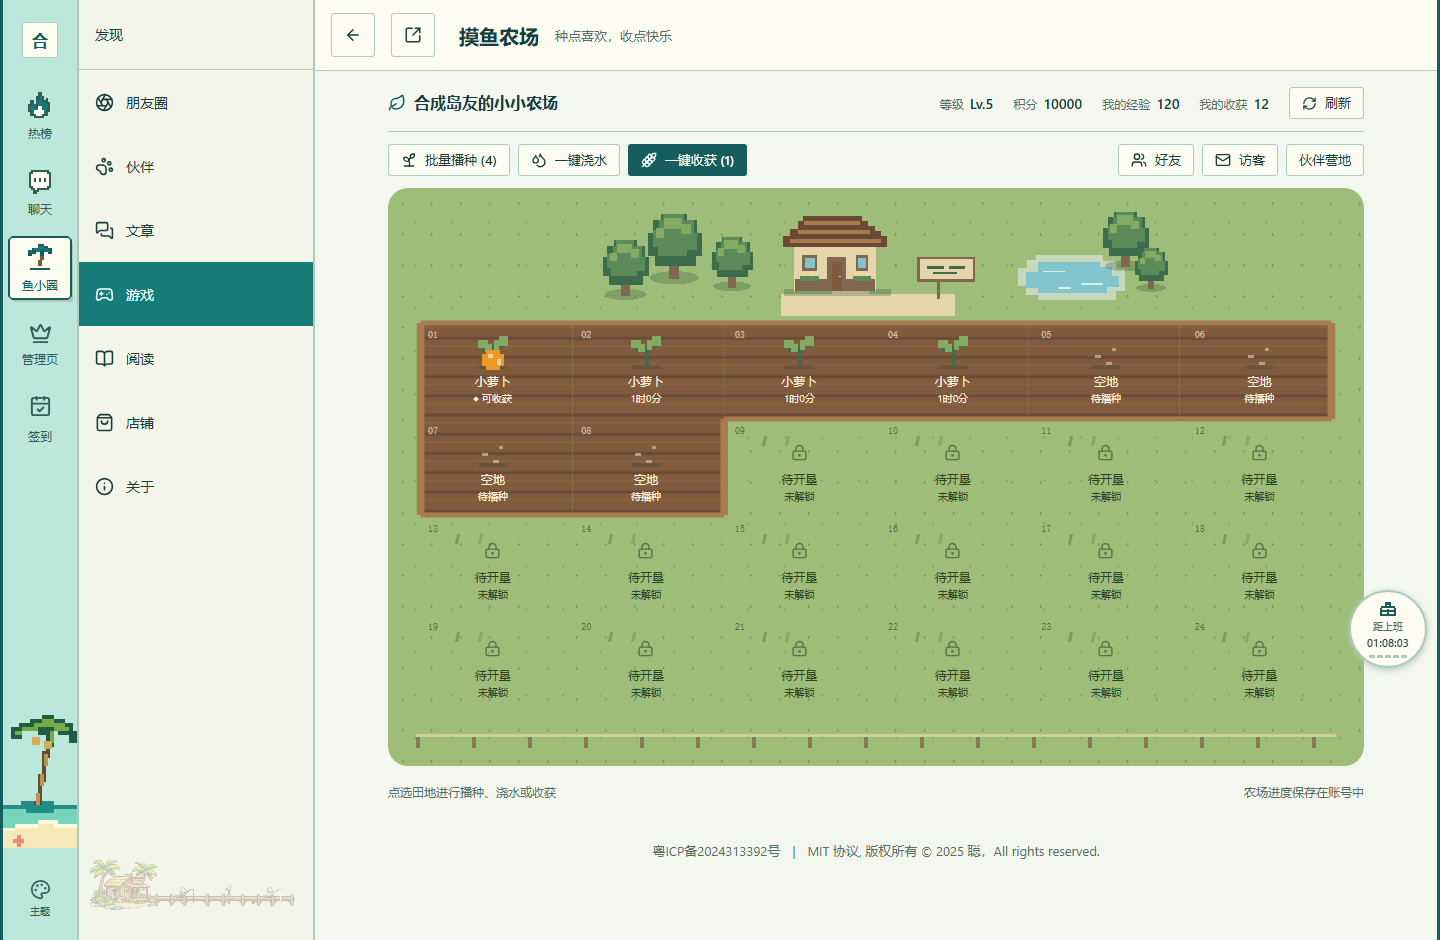 合
热榜
聊天
鱼小圈
管理页
签到
主题
发现
朋友圈
伙伴
文章
游戏
阅读
店铺
关于
摸鱼农场 种点喜欢，收点快乐
合成岛友的小小农场
等级 Lv.5 积分 10000 我的经验 120 我的收获 12 刷新
批量播种 (4) 一键浇水 一键收获 (1) 好友 访客 伙伴营地
01 02 03 04 05 06
小萝卜 小萝卜 小萝卜 小萝卜 空地 空地
可收获 1时0分 1时0分 1时0分 待播种 待播种
07 08 09 10 11 12
空地 空地 待开垦 待开垦 待开垦 待开垦
待播种 待播种 未解锁 未解锁 未解锁 未解锁
13 14 15 16 17 18
待开垦 待开垦 待开垦 待开垦 待开垦 待开垦
未解锁 未解锁 未解锁 未解锁 未解锁 未解锁
19 20 21 22 23 24
待开垦 待开垦 待开垦 待开垦 待开垦 待开垦
未解锁 未解锁 未解锁 未解锁 未解锁 未解锁
距上班
01:08:03
点选田地进行播种、浇水或收获 农场进度保存在账号中
粤ICP备2024313392号 | MIT 协议, 版权所有 © 2025 聪，All rights reserved.